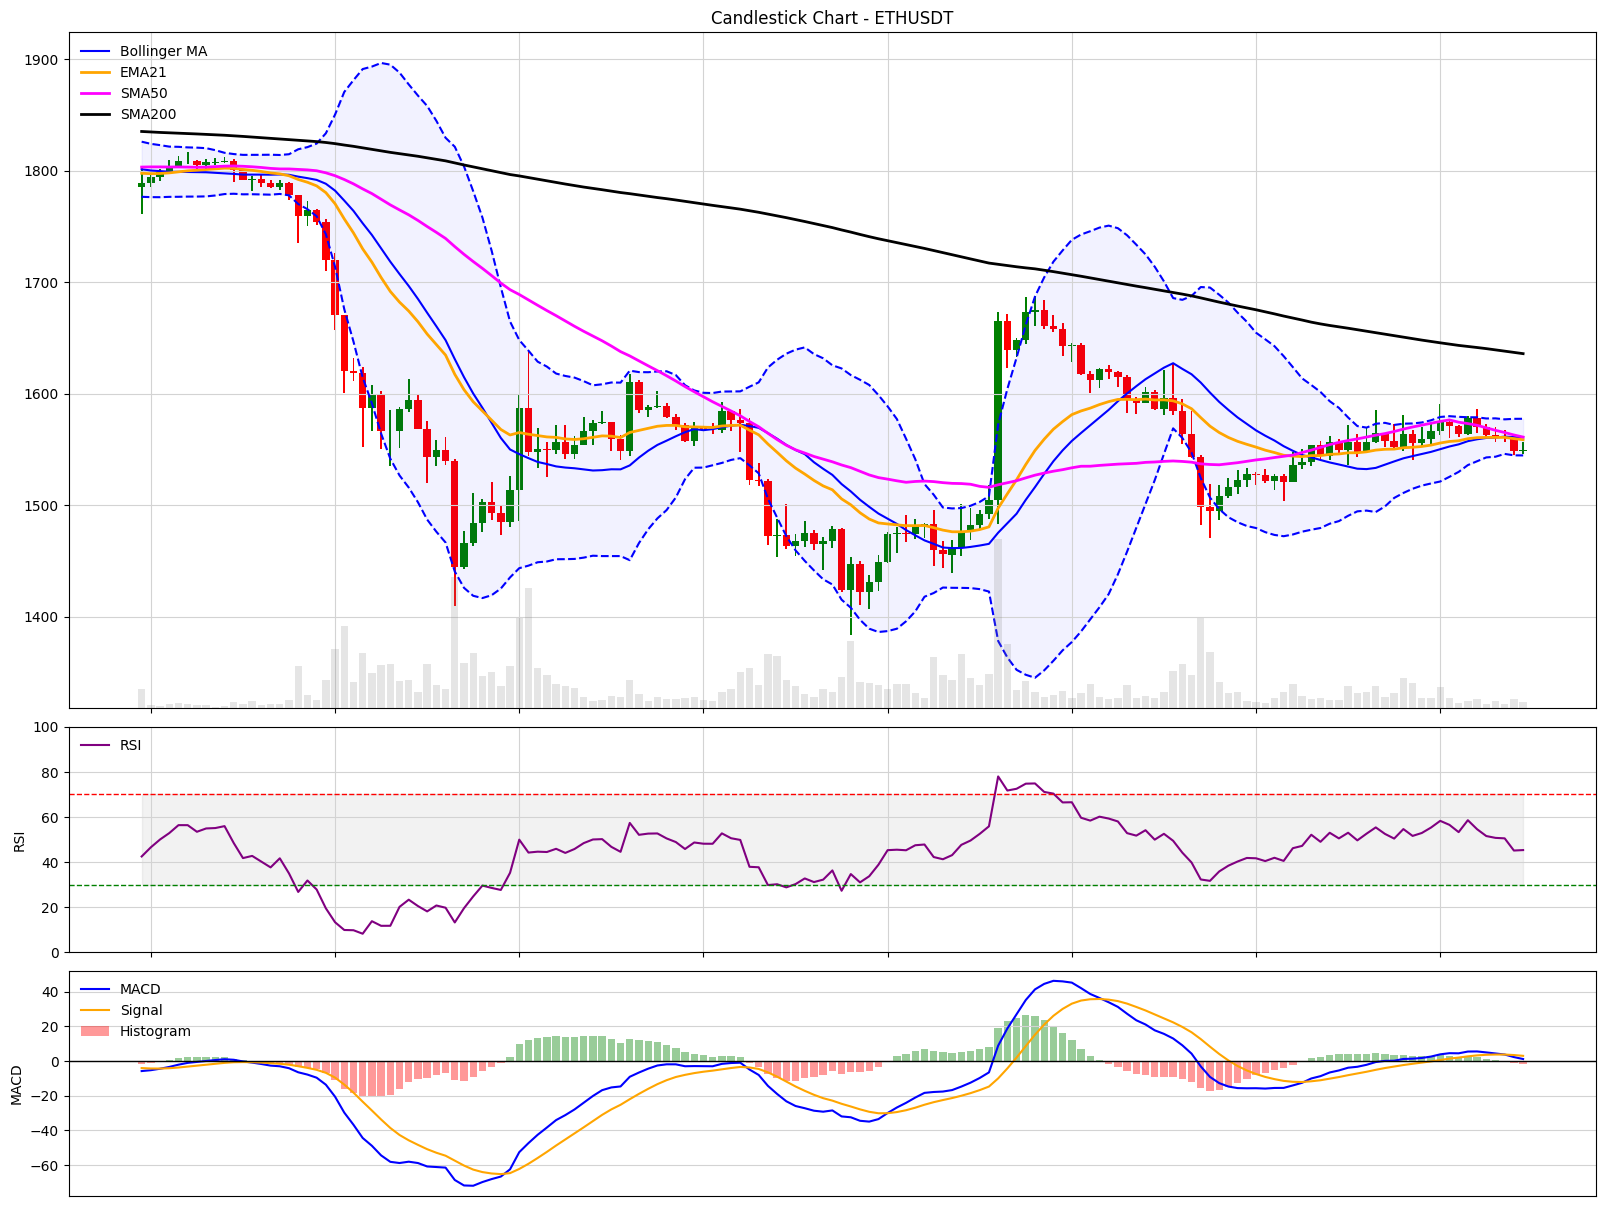 Candlestick Chart - ETHUSDT
1900
1800
1700
1600
1500
1400
Bollinger MA
EMA21
SMA50
SMA200
100
80
60
40
20
0
RSI
RSI
40
20
0
−20
−40
−60
MACD
MACD
Signal
Histogram